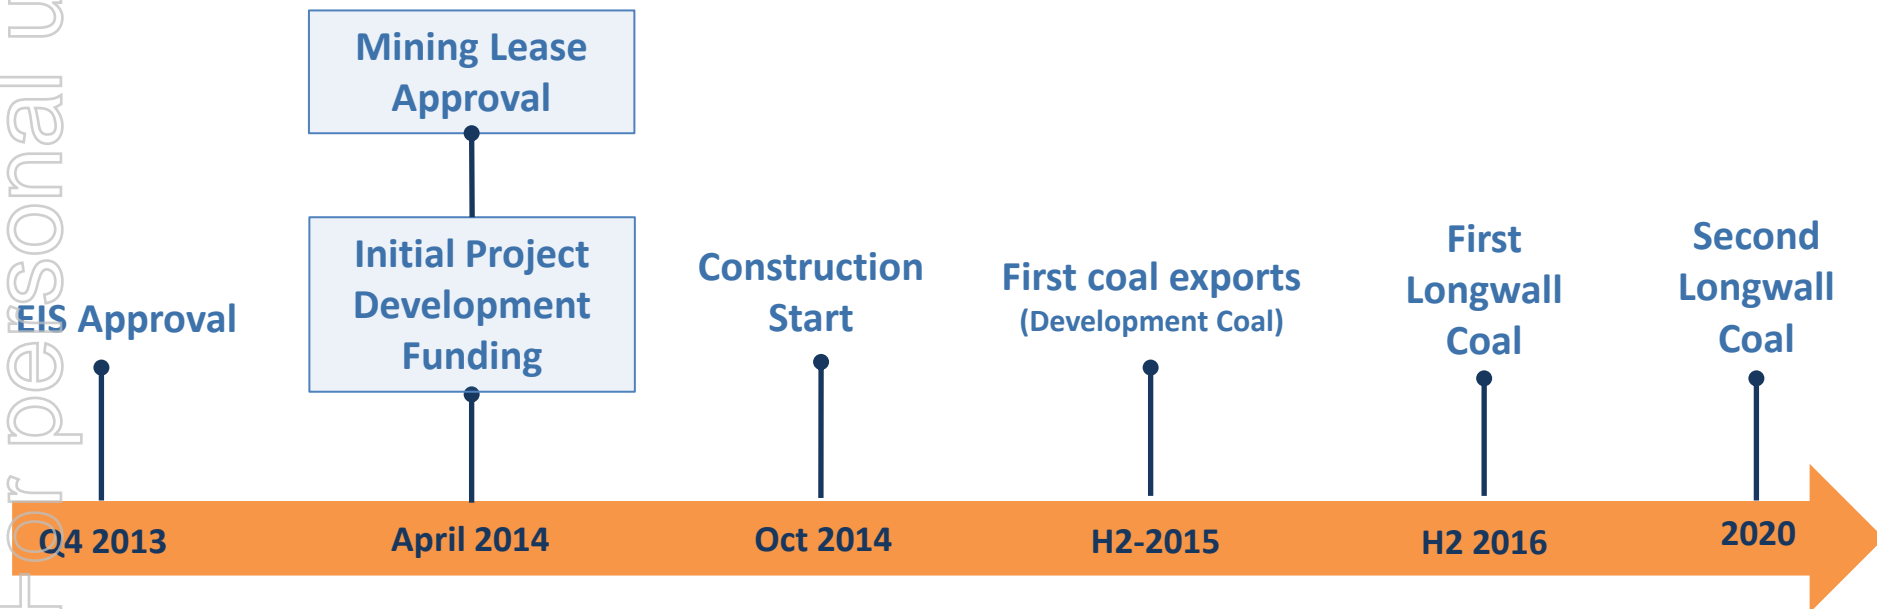 Mining Lease
Approval
Initial Project
Development
Funding
EIS Approval
Construction
Start
First coal exports
(Development Coal)
First
Longwall
Coal
Second
Longwall
Coal
Q4 2013
April 2014
Oct 2014
H2-2015
H2 2016
2020
For personal u